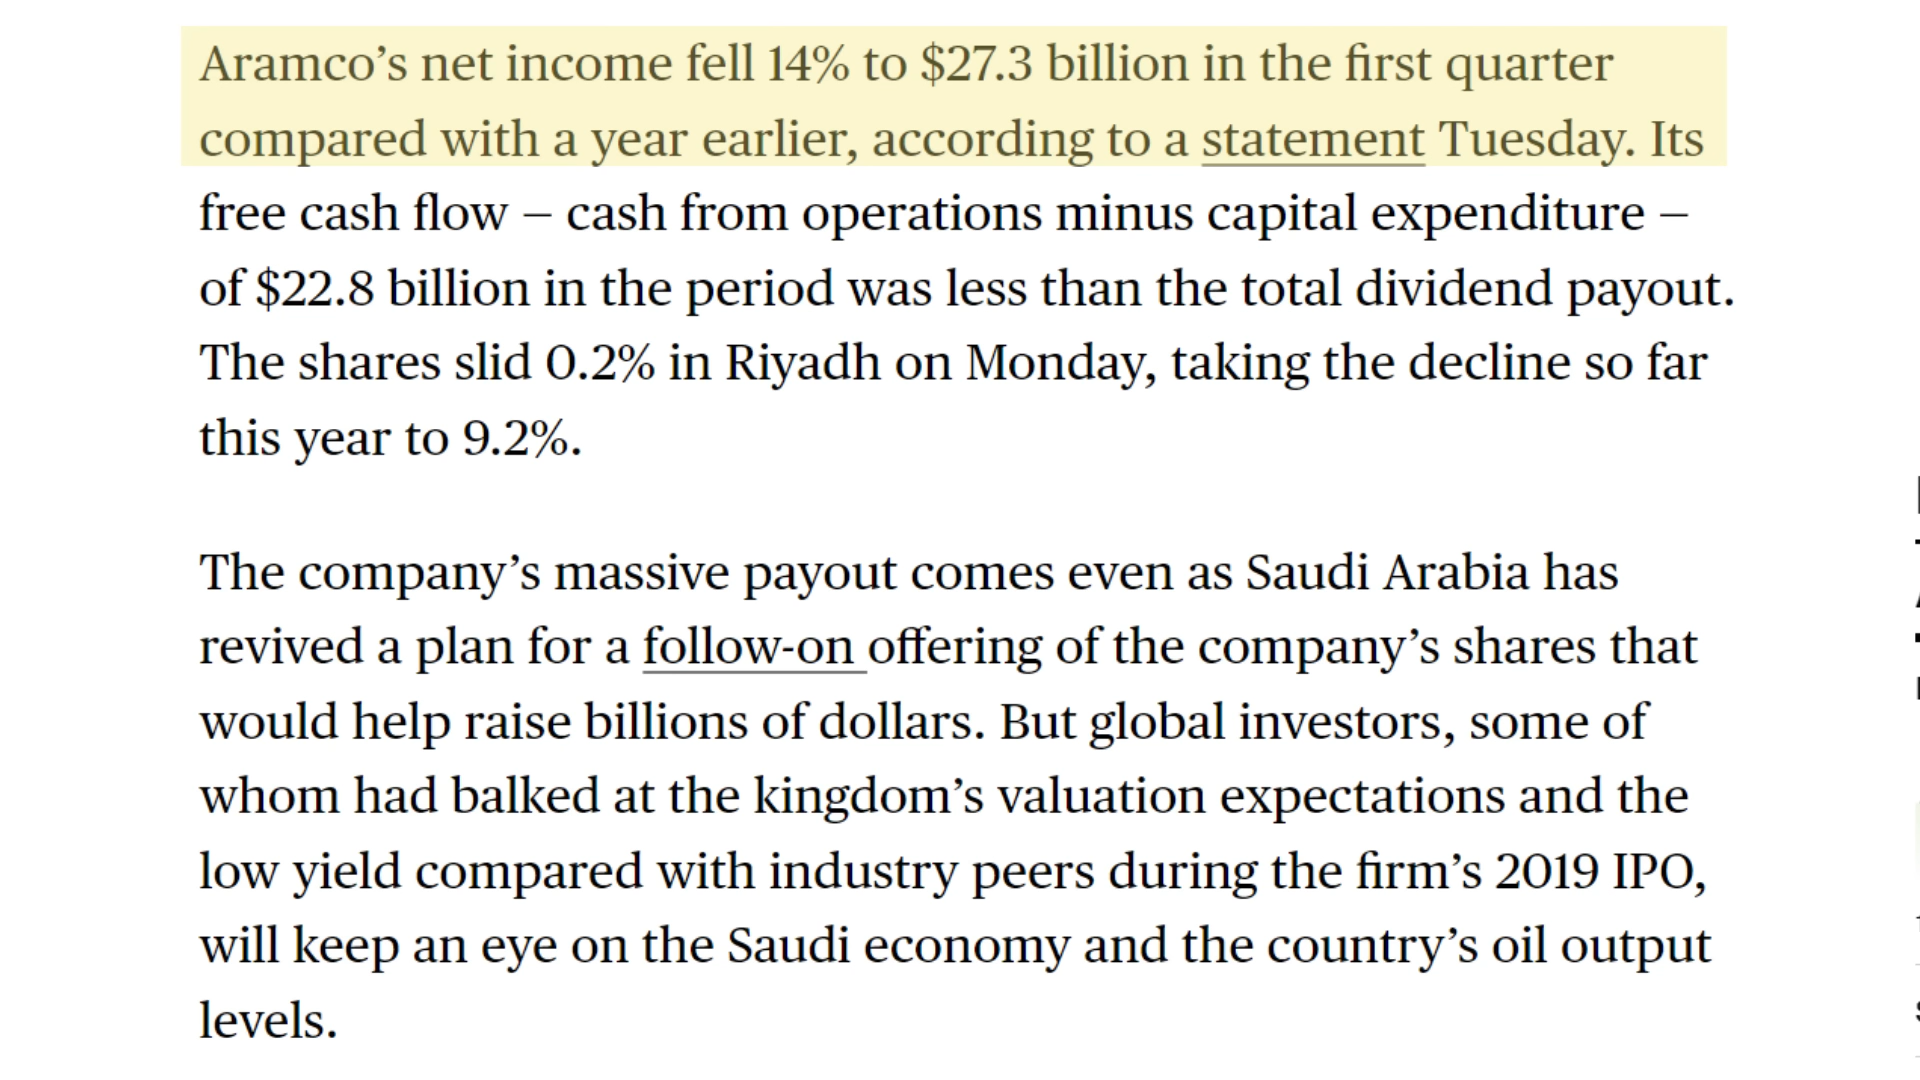 Aramco’s net income fell 14% to $27.3 billion in the first quarter
compared with a year earlier, according to a statement Tuesday. Its
free cash flow – cash from operations minus capital expenditure –
of $22.8 billion in the period was less than the total dividend payout.
The shares slid 0.2% in Riyadh on Monday, taking the decline so far
this year to 9.2%.
The company’s massive payout comes even as Saudi Arabia has
revived a plan for a follow-on offering of the company’s shares that
would help raise billions of dollars. But global investors, some of
whom had balked at the kingdom’s valuation expectations and the
low yield compared with industry peers during the firm’s 2019 IPO,
will keep an eye on the Saudi economy and the country’s oil output
levels.